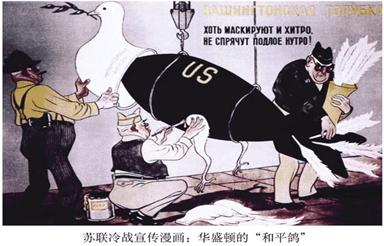 ВАШИНГТОНСКАЯ "ГОЛУБКА"
ХОТЬ МАСКИРУЮТ И ХИТРО,
НЕ СПРЯЧУТ ПОДЛОЕ НУТРО!
US
苏联冷战宣传漫画：华盛顿的“和平鸽”